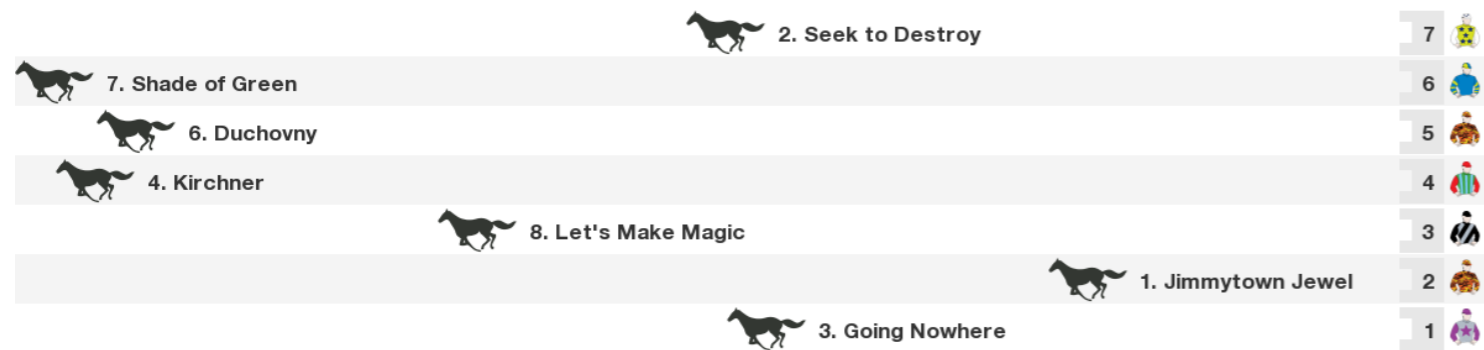 2. Seek to Destroy 7
7. Shade of Green 6
6. Duchovny 5
4. Kirchner 4
8. Let's Make Magic 3
1. Jimmytown Jewel 2
3. Going Nowhere 1